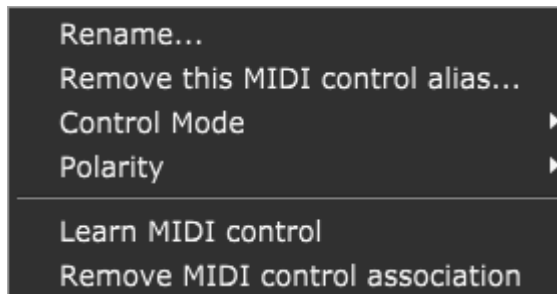 Rename...
Remove this MIDI control alias...
Control Mode
Polarity
Learn MIDI control
Remove MIDI control association